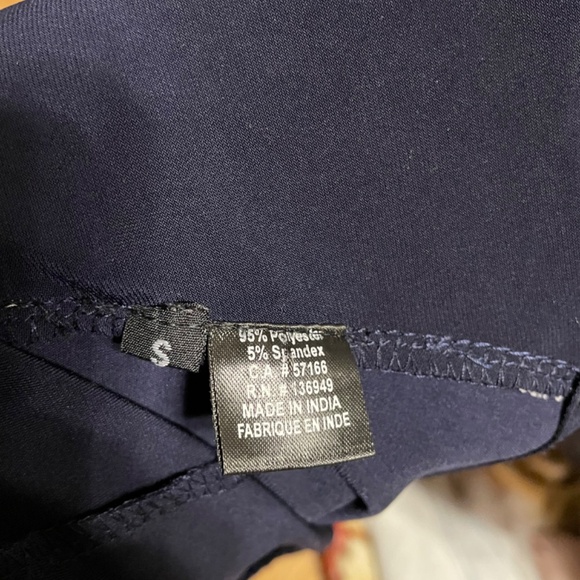 S
95% Polyester
5% Spandex
C.A. # 57166
R.N. # 136949
MADE IN INDIA
FABRIQUE EN INDE